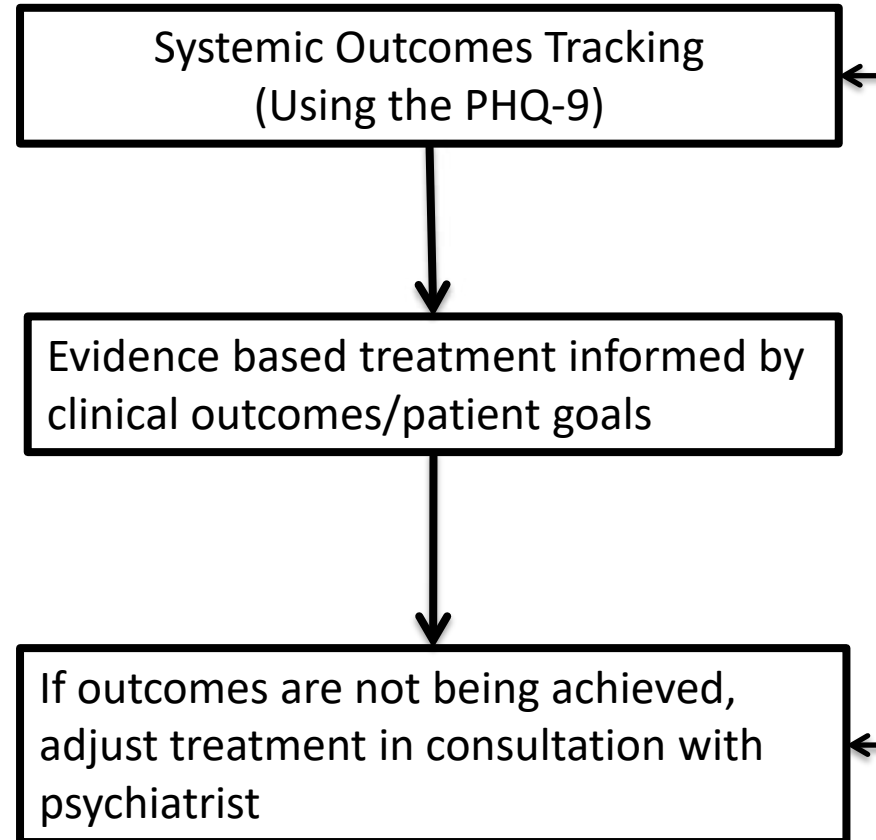 Systemic Outcomes Tracking
(Using the PHQ-9)
Evidence based treatment informed by
clinical outcomes/patient goals
If outcomes are not being achieved,
adjust treatment in consultation with
psychiatrist